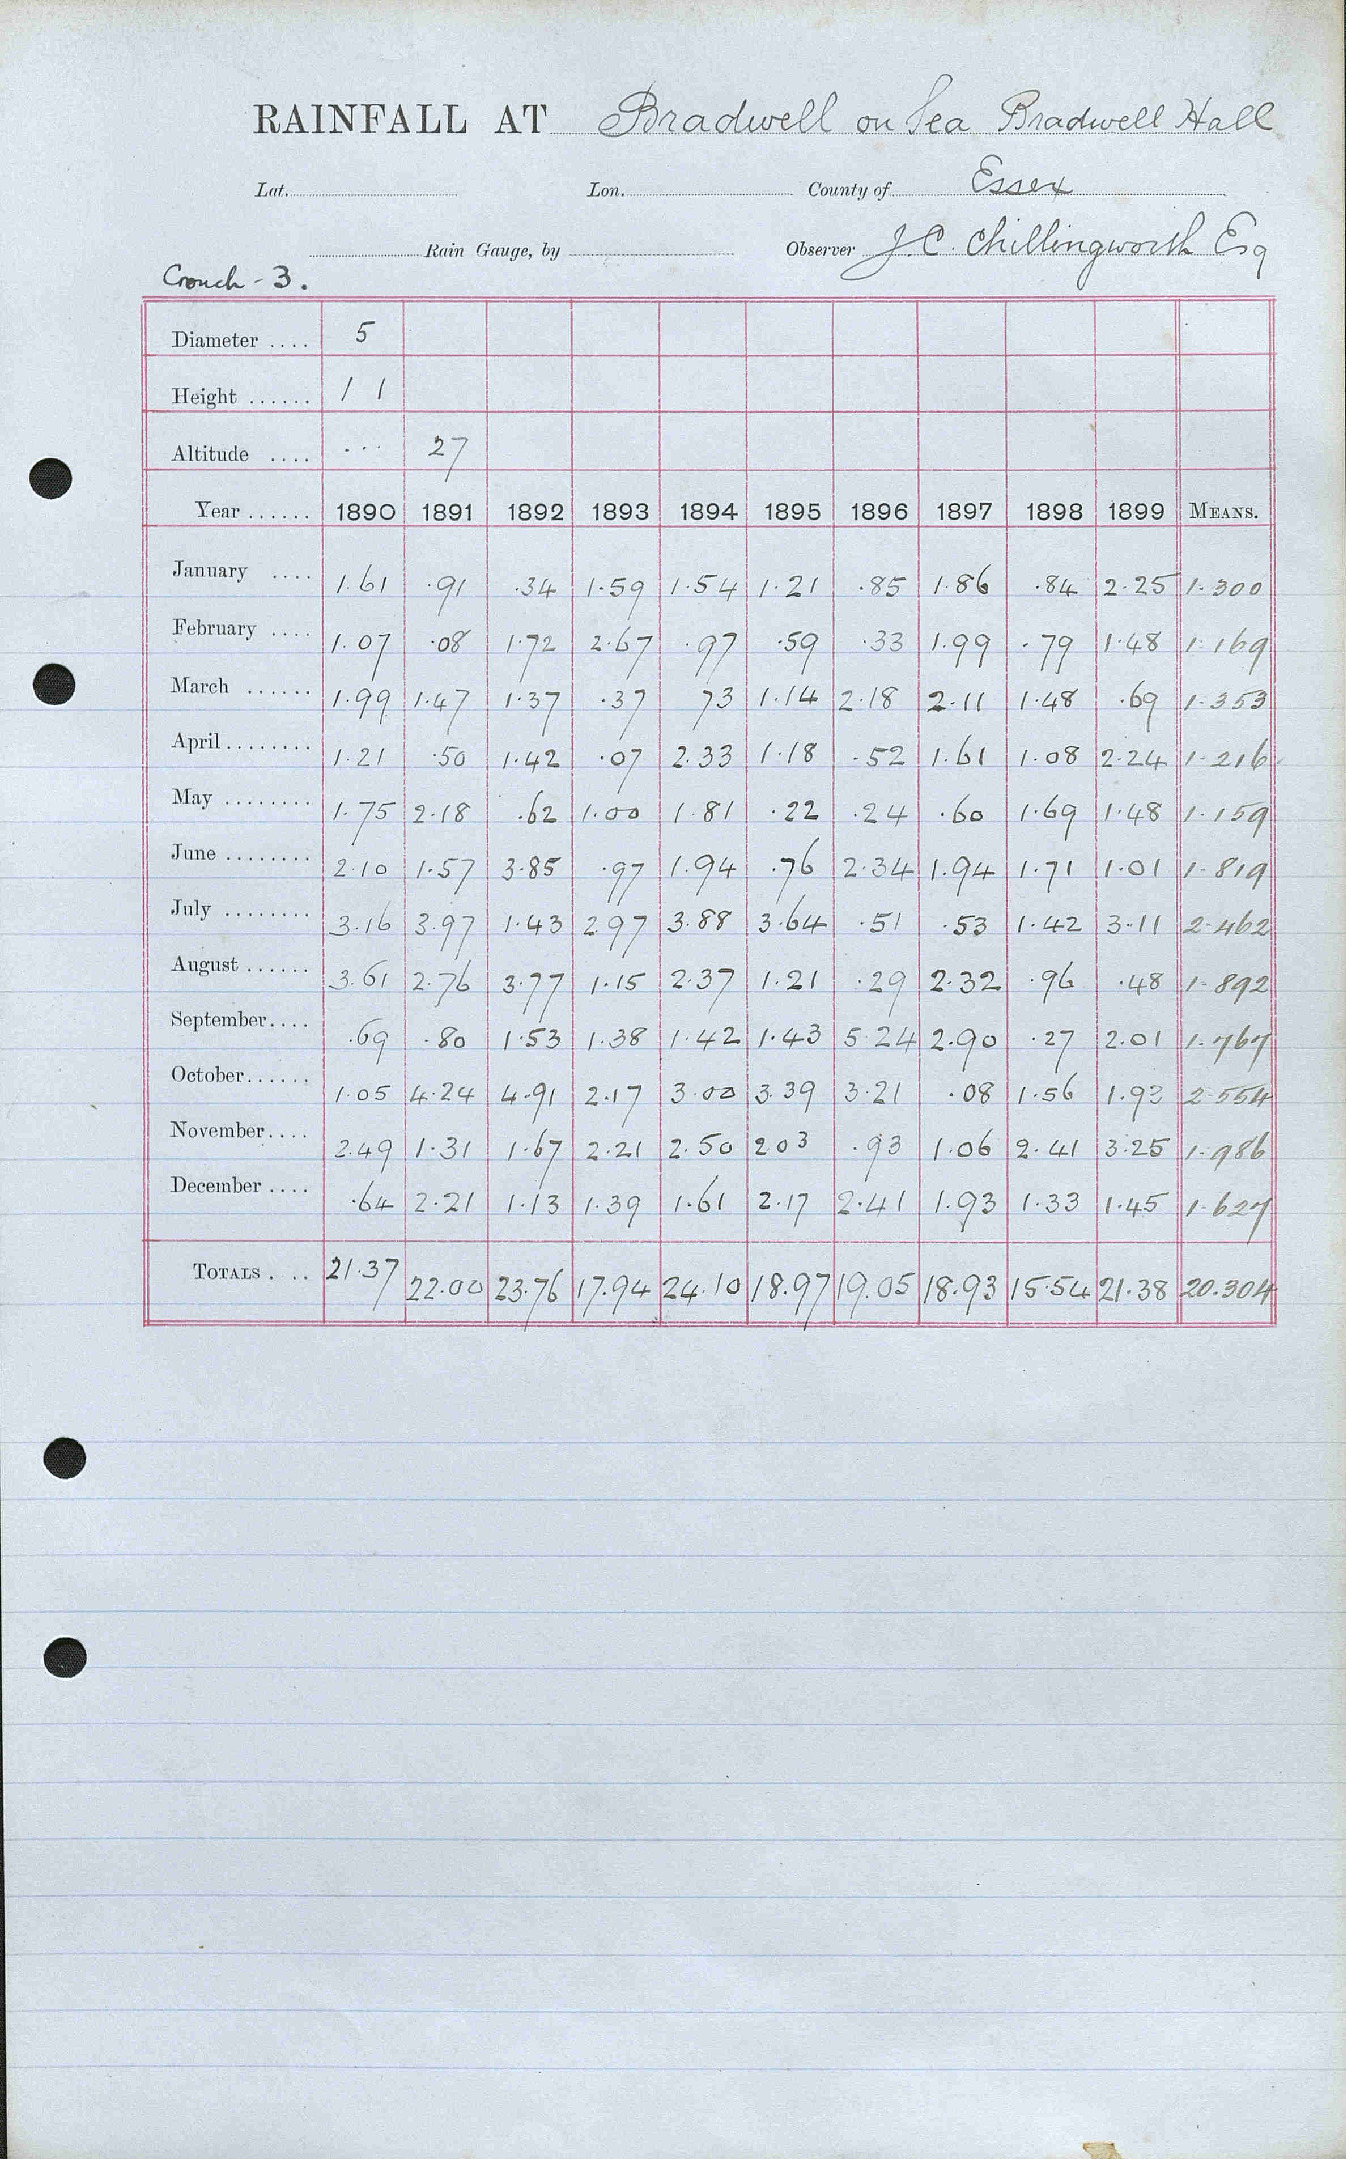 RAINFALL AT Bradwell on Sea Bradwell Hall
Lat. Lon. County of Essex
Rain Gauge, by Observer J.C. Chillingworth Esq
Crouch - 3.
Diameter .... 5
Height ...... 1 1
Altitude .... ... 27
Year ...... 1890 1891 1892 1893 1894 1895 1896 1897 1898 1899 MEANS.
January .... 1.61 .91 .34 1.59 1.54 1.21 .85 1.86 .84 2.25 1.300
February .... 1.07 .08 1.72 2.67 .97 .59 .33 1.99 .79 1.48 1.169
March ...... 1.99 1.47 1.37 .37 73 1.14 2.18 2.11 1.48 .69 1.353
April ........ 1.21 .50 1.42 .07 2.33 1.18 .52 1.61 1.08 2.24 1.216
May ........ 1.75 2.18 .62 1.00 1.81 .22 .24 .60 1.69 1.48 1.159
June ........ 2.10 1.57 3.85 .97 1.94 .76 2.34 1.94 1.71 1.01 1.819
July ........ 3.16 3.97 1.43 2.97 3.88 3.64 .51 .53 1.42 3.11 2.462
August ...... 3.61 2.76 3.77 1.15 2.37 1.21 .29 2.32 .96 .48 1.892
September.... .69 .80 1.53 1.38 1.42 1.43 5.24 2.90 .27 2.01 1.767
October...... 1.05 4.24 4.91 2.17 3.00 3.39 3.21 .08 1.56 1.93 2.554
November.... 2.49 1.31 1.67 2.21 2.50 2 03 .93 1.06 2.41 3.25 1.986
December .... .64 2.21 1.13 1.39 1.61 2.17 2.41 1.93 1.33 1.45 1.627
TOTALS . .. 21.37 22.00 23.76 17.94 24.10 18.97 19.05 18.93 15.54 21.38 20.304